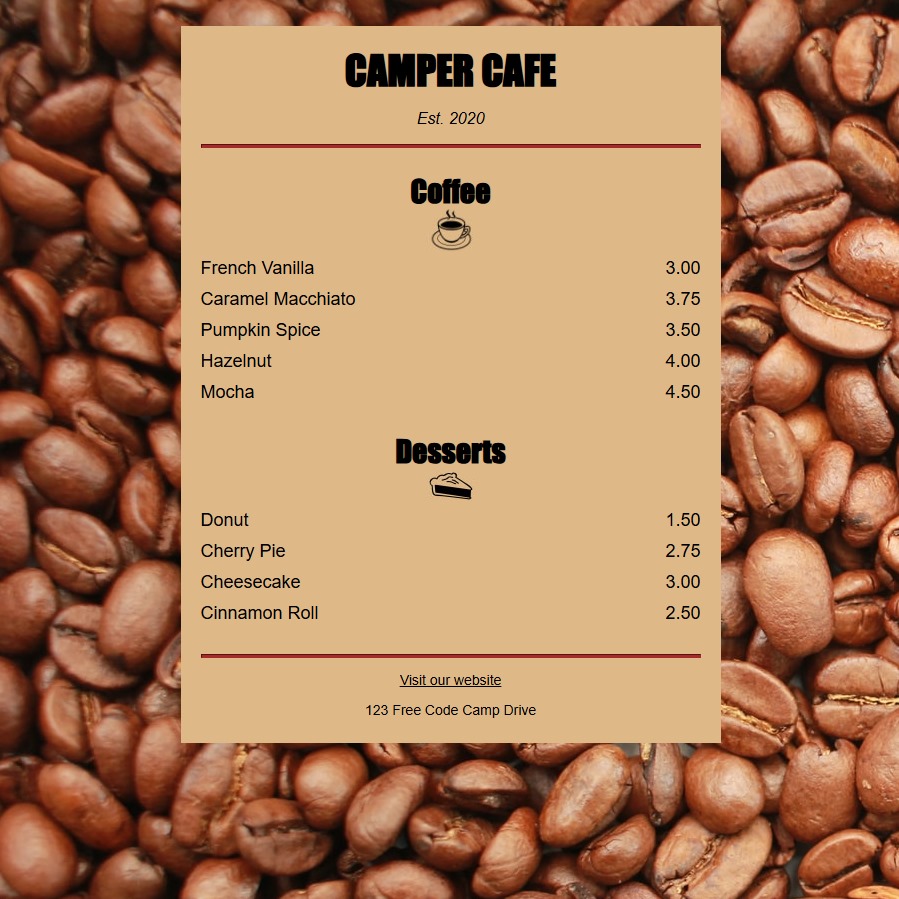 CAMPER CAFE
Est. 2020
Coffee
French Vanilla 3.00
Caramel Macchiato 3.75
Pumpkin Spice 3.50
Hazelnut 4.00
Mocha 4.50
Desserts
Donut 1.50
Cherry Pie 2.75
Cheesecake 3.00
Cinnamon Roll 2.50
Visit our website
123 Free Code Camp Drive